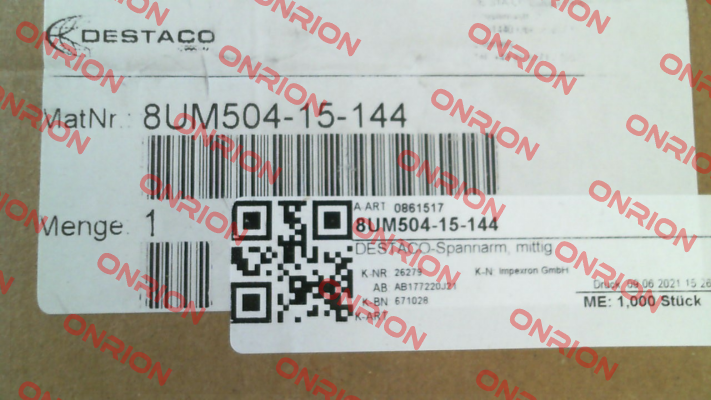 DESTACO
MatNr.: 8UM504-15-144
Menge: 1
A-ART 0861517
8UM504-15-144
DESTACO-Spannarm, mittig
K-NR 26279 K-N Impexron GmbH
AB AB177220J21
Druck 09.06.2021 15:26
K-BN 671028
ME: 1,000 Stück
K-ART
ONRION